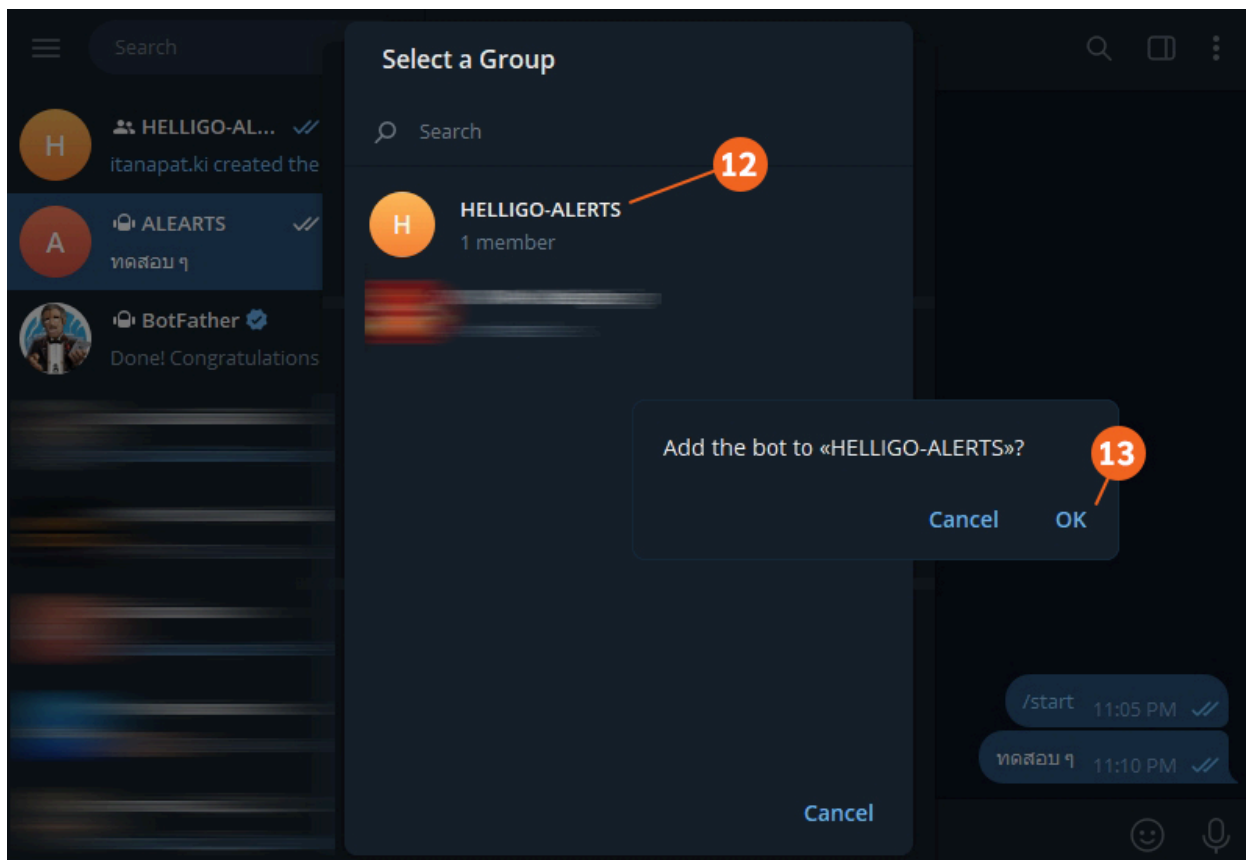 Search
HELLIGO-AL...
itanapat.ki created the
ALEARTS
ทดสอบ ๆ
BotFather
Done! Congratulations
Select a Group
Search
12
HELLIGO-ALERTS
1 member
Add the bot to «HELLIGO-ALERTS»?
13
Cancel
OK
Cancel
/start 11:05 PM
ทดสอบ ๆ 11:10 PM